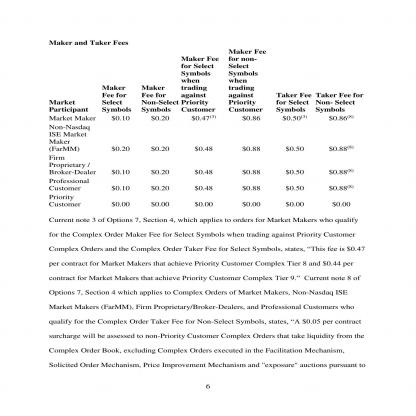 Maker and Taker Fees
Maker Fee
Maker Fee for non-
for Select Select
Symbols Symbols
when when
Maker Maker trading trading Taker Fee Taker Fee for
Fee for Fee for against against for Select Non- Select
Market Select Non-Select Priority Priority Symbols Symbols
Participant Symbols Symbols Customer Customer
Market Maker $0.10 $0.20 $0.47(3) $0.86 $0.50(3) $0.86(8)
Non-Nasdaq
ISE Market
Maker
(FarMM) $0.20 $0.20 $0.48 $0.88 $0.50 $0.88(8)
Firm
Proprietary /
Broker-Dealer $0.10 $0.20 $0.48 $0.88 $0.50 $0.88(8)
Professional
Customer $0.10 $0.20 $0.48 $0.88 $0.50 $0.88(8)
Priority
Customer $0.00 $0.00 $0.00 $0.00 $0.00 $0.00
Current note 3 of Options 7, Section 4, which applies to orders for Market Makers who qualify
for the Complex Order Maker Fee for Select Symbols when trading against Priority Customer
Complex Orders and the Complex Order Taker Fee for Select Symbols, states, “This fee is $0.47
per contract for Market Makers that achieve Priority Customer Complex Tier 8 and $0.44 per
contract for Market Makers that achieve Priority Customer Complex Tier 9.” Current note 8 of
Options 7, Section 4 which applies to Complex Orders of Market Makers, Non-Nasdaq ISE
Market Makers (FarMM), Firm Proprietary/Broker-Dealers, and Professional Customers who
qualify for the Complex Order Taker Fee for Non-Select Symbols, states, “A $0.05 per contract
surcharge will be assessed to non-Priority Customer Complex Orders that take liquidity from the
Complex Order Book, excluding Complex Orders executed in the Facilitation Mechanism,
Solicited Order Mechanism, Price Improvement Mechanism and "exposure" auctions pursuant to
6